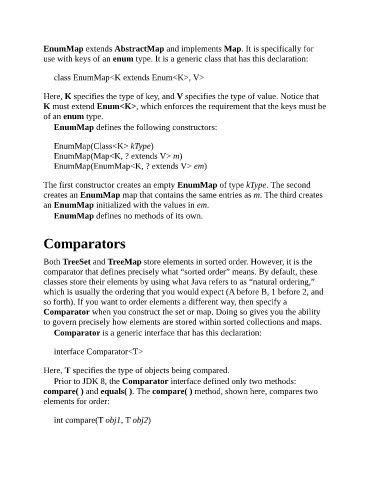 EnumMap extends AbstractMap and implements Map. It is specifically for
use with keys of an enum type. It is a generic class that has this declaration:
class EnumMap<K extends Enum<K>, V>
Here, K specifies the type of key, and V specifies the type of value. Notice that
K must extend Enum<K>, which enforces the requirement that the keys must be
of an enum type.
EnumMap defines the following constructors:
EnumMap(Class<K> kType)
EnumMap(Map<K, ? extends V> m)
EnumMap(EnumMap<K, ? extends V> em)
The first constructor creates an empty EnumMap of type kType. The second
creates an EnumMap map that contains the same entries as m. The third creates
an EnumMap initialized with the values in em.
EnumMap defines no methods of its own.
Comparators
Both TreeSet and TreeMap store elements in sorted order. However, it is the
comparator that defines precisely what “sorted order” means. By default, these
classes store their elements by using what Java refers to as “natural ordering,”
which is usually the ordering that you would expect (A before B, 1 before 2, and
so forth). If you want to order elements a different way, then specify a
Comparator when you construct the set or map. Doing so gives you the ability
to govern precisely how elements are stored within sorted collections and maps.
Comparator is a generic interface that has this declaration:
interface Comparator<T>
Here, T specifies the type of objects being compared.
Prior to JDK 8, the Comparator interface defined only two methods:
compare( ) and equals( ). The compare( ) method, shown here, compares two
elements for order:
int compare(T obj1, T obj2)